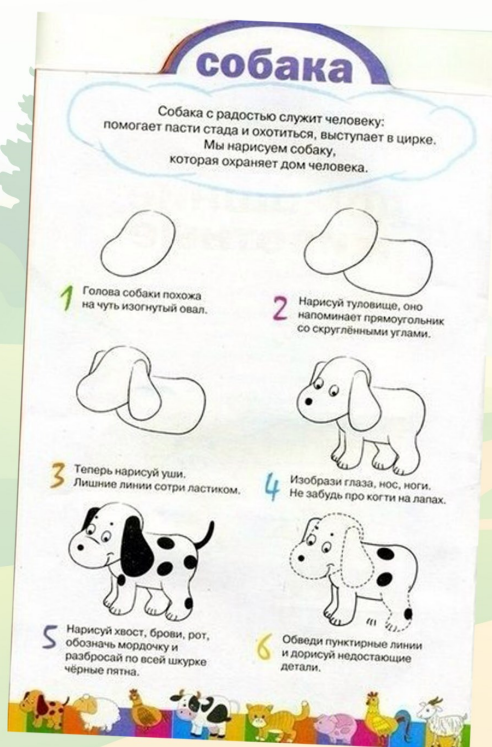 собака
Собака с радостью служит человеку:
помогает пасти стада и охотиться, выступает в цирке.
Мы нарисуем собаку,
которая охраняет дом человека.
1 Голова собаки похожа
на чуть изогнутый овал.
2 Нарисуй туловище, оно
напоминает прямоугольник
со скруглёнными углами.
3 Теперь нарисуй уши.
Лишние линии сотри ластиком.
4 Изобрази глаза, нос, ноги.
Не забудь про когти на лапах.
5 Нарисуй хвост, брови, рот,
обозначь мордочку и
разбросай по всей шкурке
чёрные пятна.
6 Обведи пунктирные линии
и дорисуй недостающие
детали.